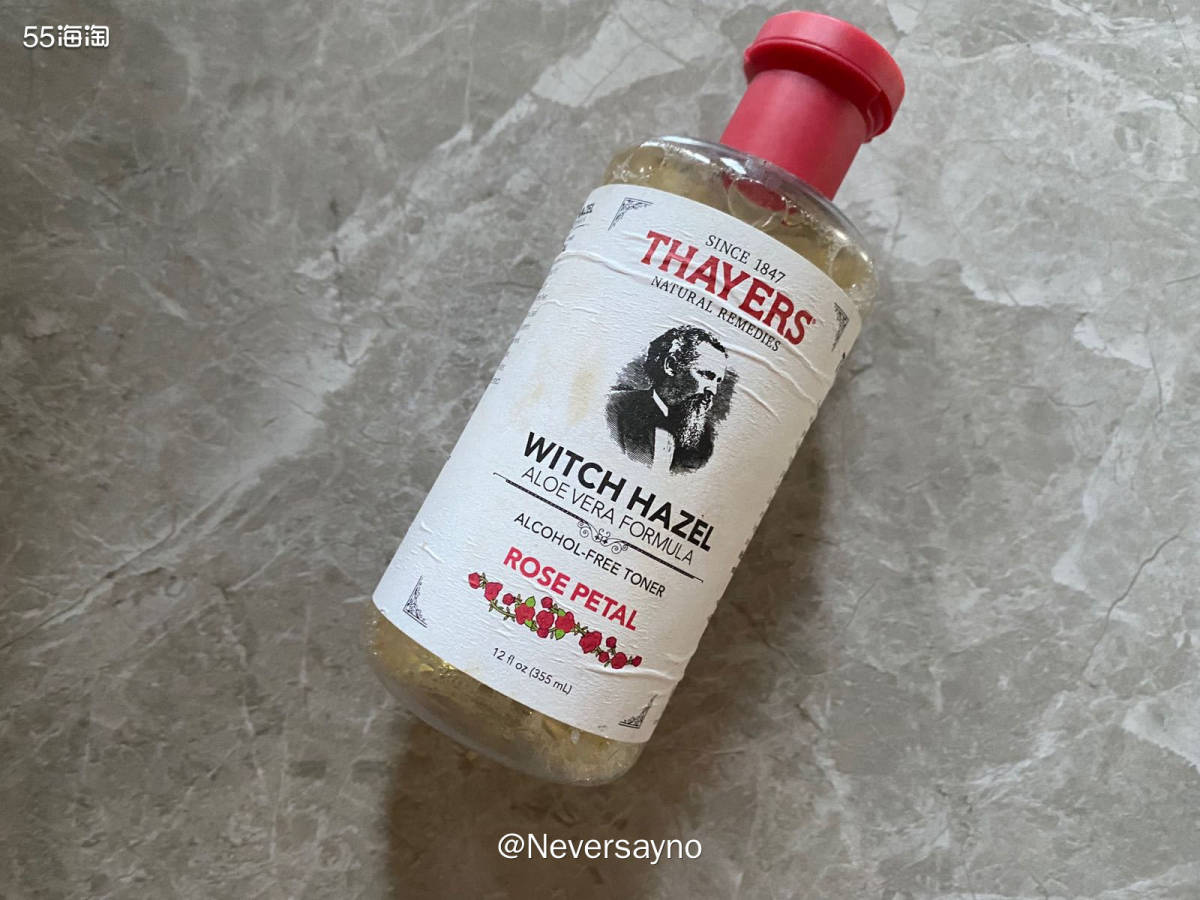 55海淘
SINCE 1847
THAYERS
NATURAL REMEDIES
WITCH HAZEL
ALOE VERA FORMULA
ALCOHOL-FREE TONER
ROSE PETAL
12 fl oz (355 mL)
@Neversayno